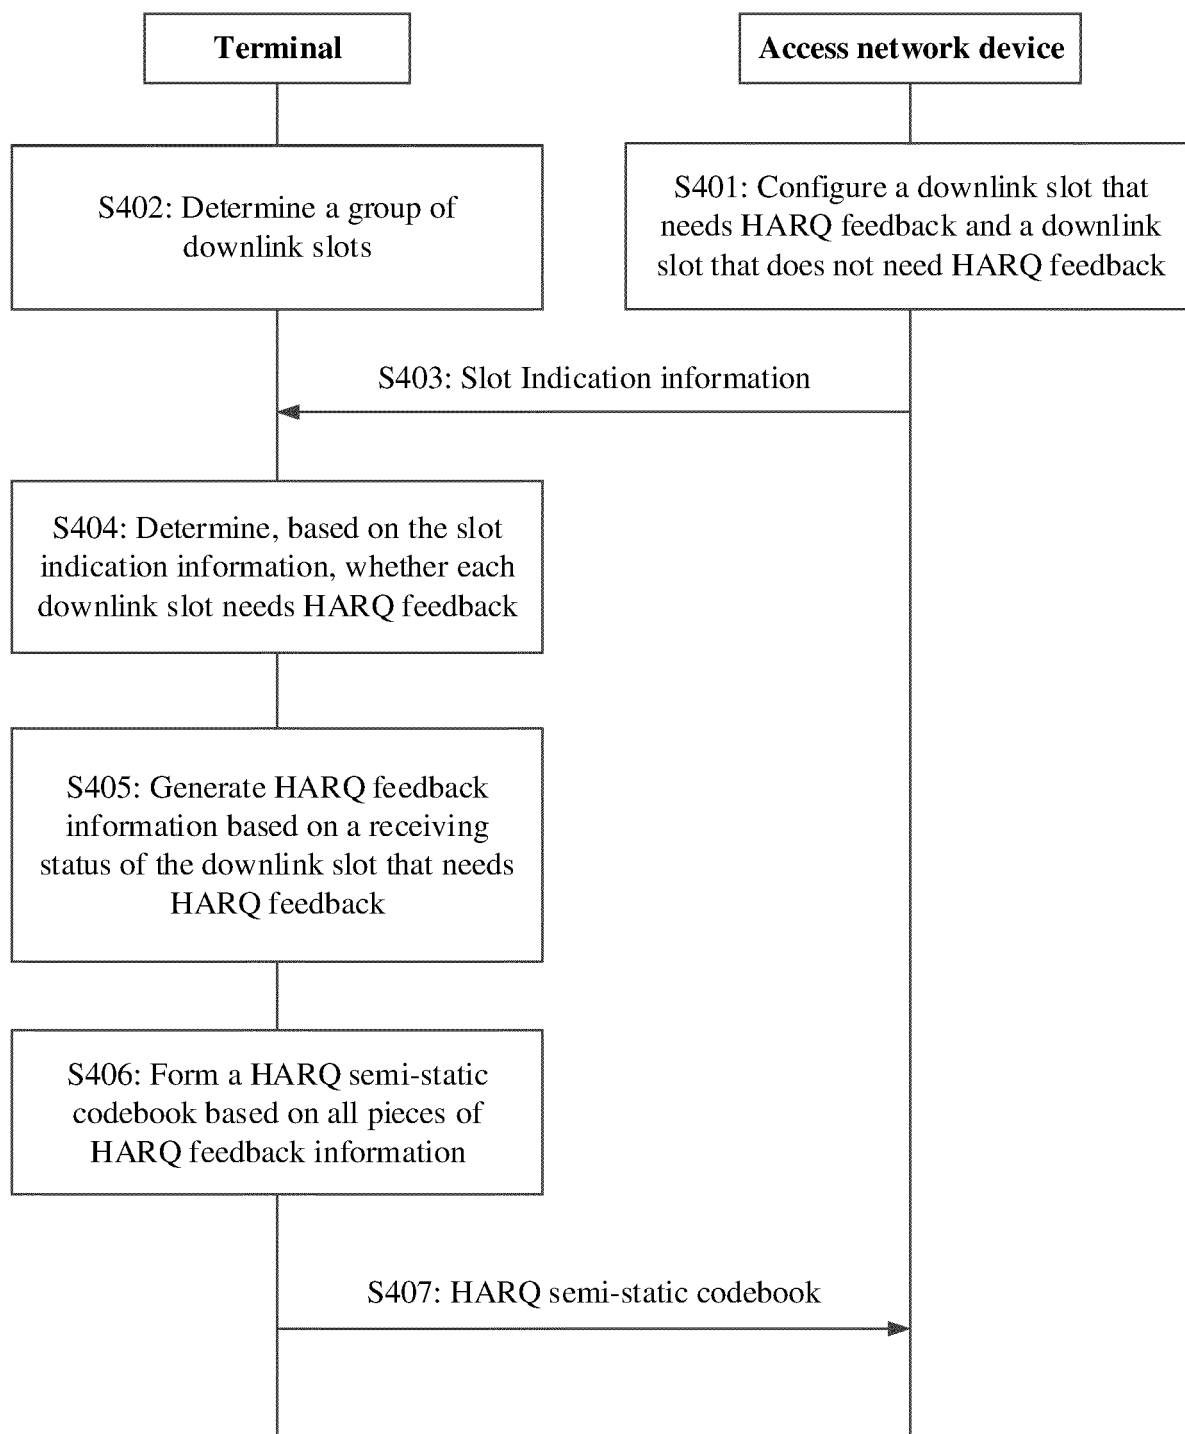 Terminal
Access network device
S402: Determine a group of
downlink slots
S401: Configure a downlink slot that
needs HARQ feedback and a downlink
slot that does not need HARQ feedback
S403: Slot Indication information
S404: Determine, based on the slot
indication information, whether each
downlink slot needs HARQ feedback
S405: Generate HARQ feedback
information based on a receiving
status of the downlink slot that needs
HARQ feedback
S406: Form a HARQ semi-static
codebook based on all pieces of
HARQ feedback information
S407: HARQ semi-static codebook